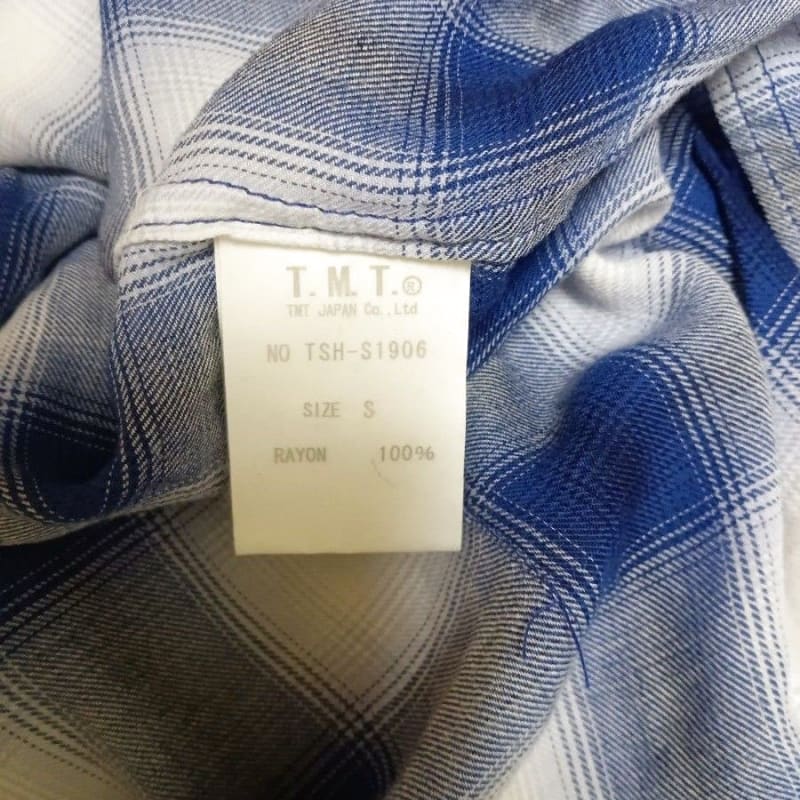 T.M.T.®
TMT JAPAN Co.,Ltd
NO TSH-S1906
SIZE S
RAYON 100%